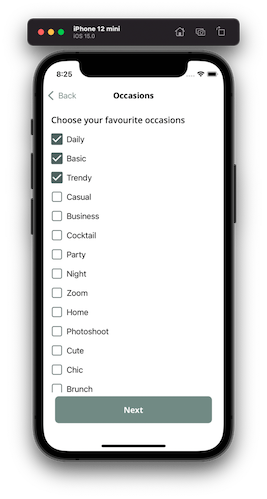 iPhone 12 mini
iOS 15.0
8:25
Back
Occasions
Choose your favourite occasions
Daily
Basic
Trendy
Casual
Business
Cocktail
Party
Night
Zoom
Home
Photoshoot
Cute
Chic
Brunch
Next